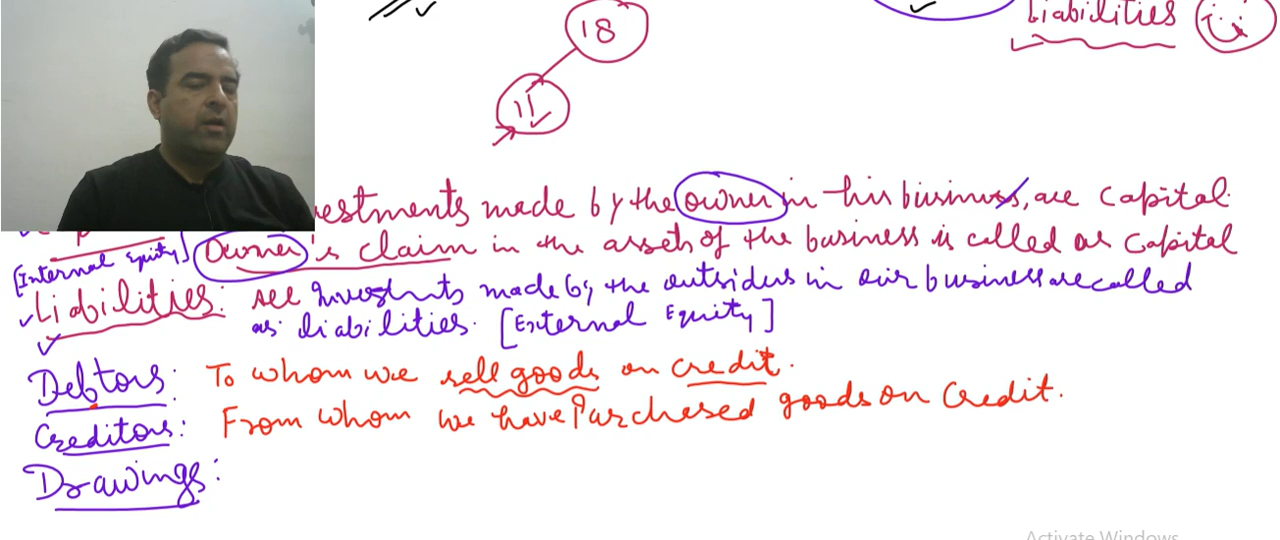 Liabilities
18
11
vestments made by the owner in his business, are Capital.
[Internal Equity] Owner's claim in the assets of the business is called as Capital
Liabilities: All Investments made by the outsiders in our business are called
as liabilities. [External Equity]
Debtors: To whom we sell goods on credit.
Creditors: From whom we have Purchased goods on Credit.
Drawings:
Activate Windows